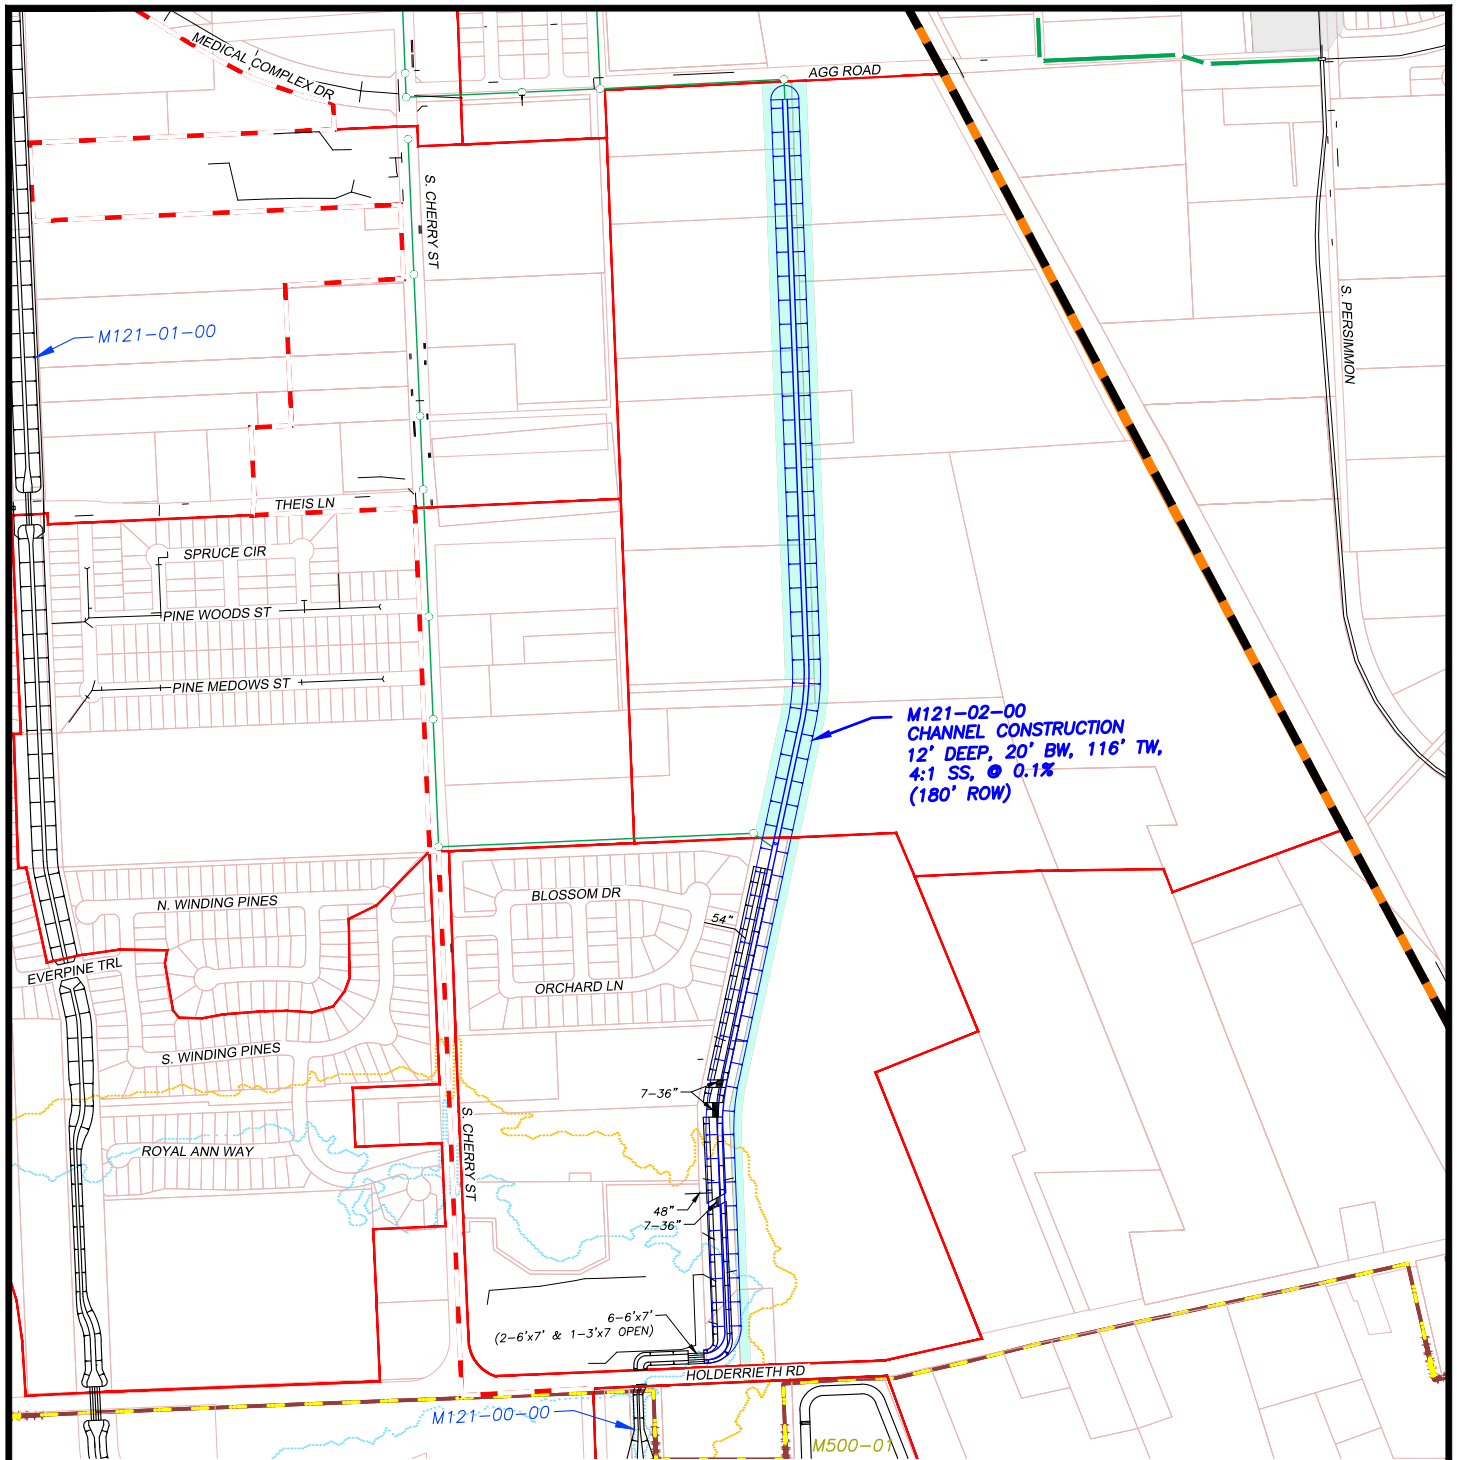 MEDICAL COMPLEX DR
AGG ROAD
S. CHERRY ST
S. PERSIMMON
M121-01-00
THEIS LN
SPRUCE CIR
PINE WOODS ST
PINE MEDOWS ST
M121-02-00
CHANNEL CONSTRUCTION
12' DEEP, 20' BW, 116' TW,
4:1 SS, @ 0.1%
(180' ROW)
N. WINDING PINES
BLOSSOM DR
54"
EVERPINE TRL
ORCHARD LN
S. WINDING PINES
7-36"
S. CHERRY ST
ROYAL ANN WAY
48"
7-36"
6-6'x7'
(2-6'x7' & 1-3'x7 OPEN)
HOLDERRIETH RD
M121-00-00
M500-01